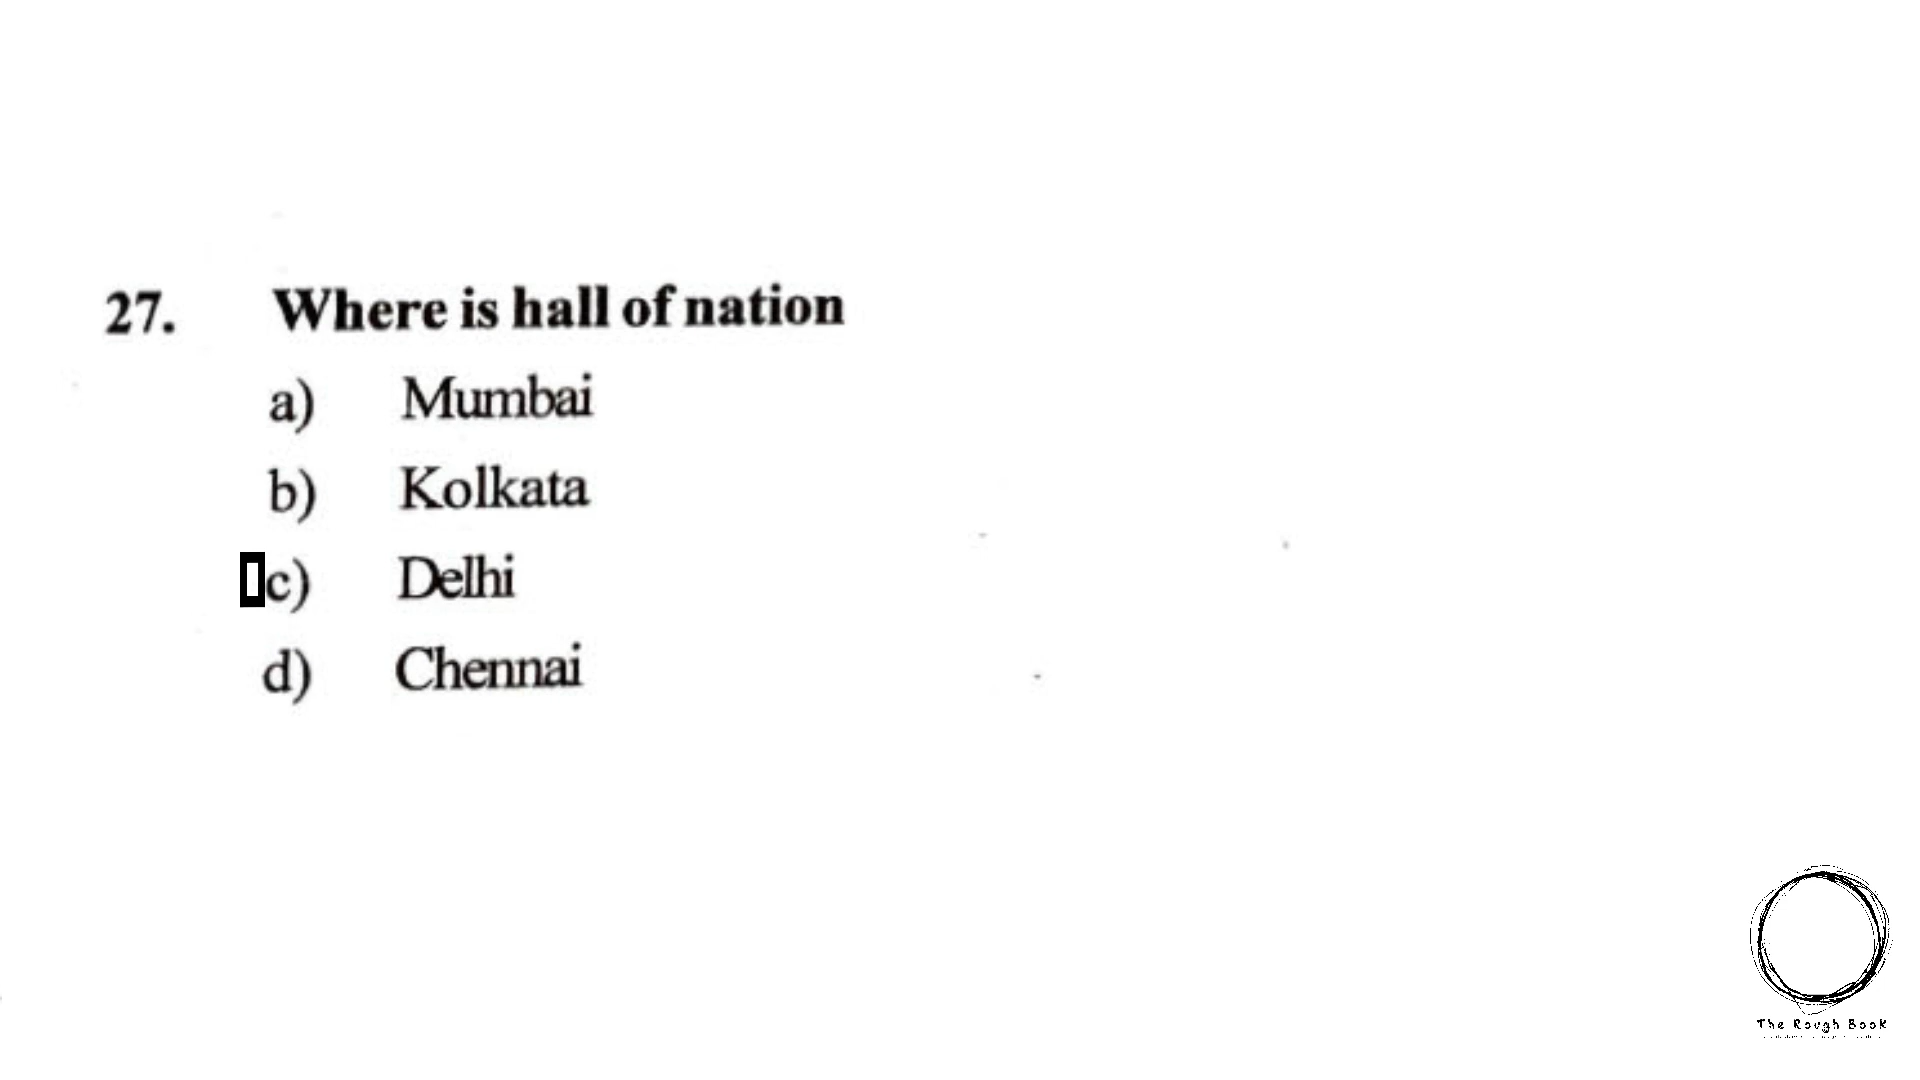 27. Where is hall of nation
a) Mumbai
b) Kolkata
c) Delhi
d) Chennai
The Rough Book